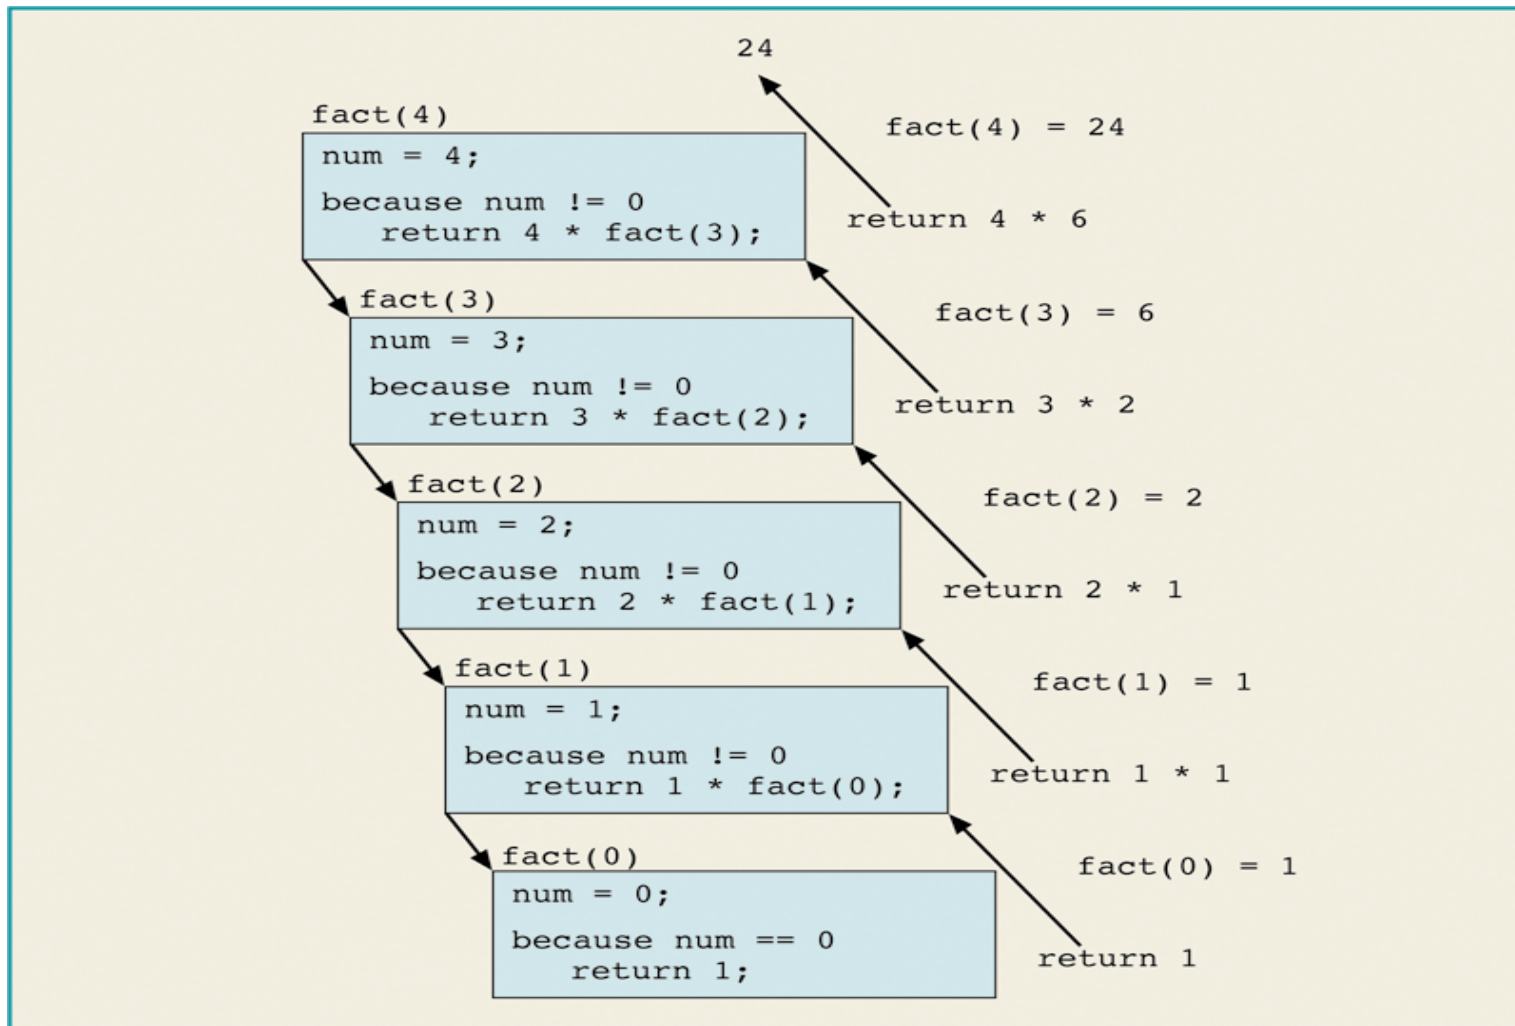 24
fact(4)
fact(4) = 24
num = 4;
because num != 0
return 4 * fact(3);
return 4 * 6
fact(3)
fact(3) = 6
num = 3;
because num != 0
return 3 * fact(2);
return 3 * 2
fact(2)
fact(2) = 2
num = 2;
because num != 0
return 2 * fact(1);
return 2 * 1
fact(1)
fact(1) = 1
num = 1;
because num != 0
return 1 * fact(0);
return 1 * 1
fact(0)
fact(0) = 1
num = 0;
because num == 0
return 1;
return 1